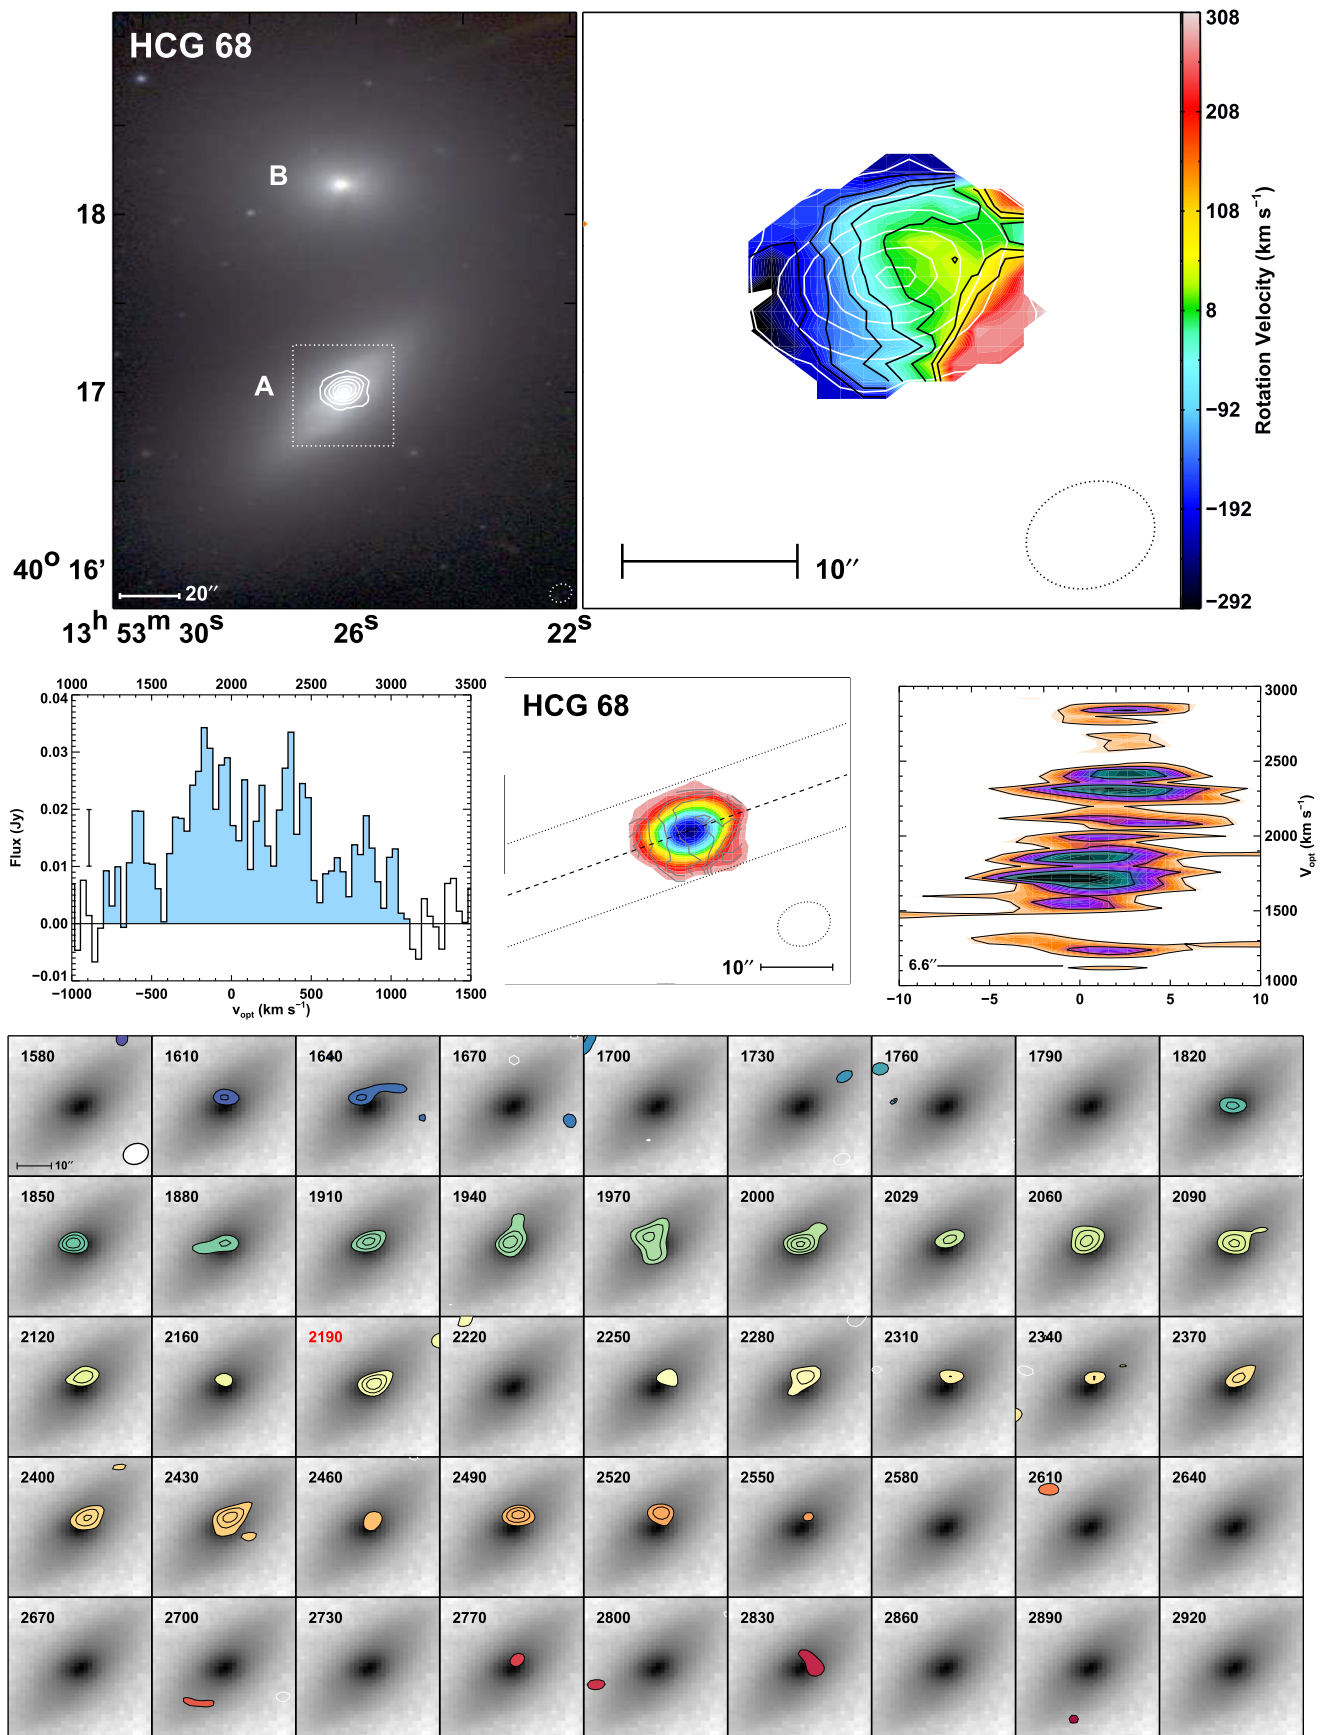 HCG 68
B
A
18
17
40° 16′
20″
13ʰ 53ᵐ 30ˢ 26ˢ 22ˢ
10″
308
208
108
8
−92
−192
−292
Rotation Velocity (km s⁻¹)
1000 1500 2000 2500 3000 3500
0.04
0.03
0.02
0.01
0.00
−0.01
Flux (Jy)
−1000 −500 0 500 1000 1500
v_opt (km s⁻¹)
HCG 68
10″
3000
2500
2000
1500
1000
v_opt (km s⁻¹)
6.6″
−10 −5 0 5 10
1580 1610 1640 1670 1700 1730 1760 1790 1820
10″
1850 1880 1910 1940 1970 2000 2029 2060 2090
2120 2160 2190 2220 2250 2280 2310 2340 2370
2400 2430 2460 2490 2520 2550 2580 2610 2640
2670 2700 2730 2770 2800 2830 2860 2890 2920